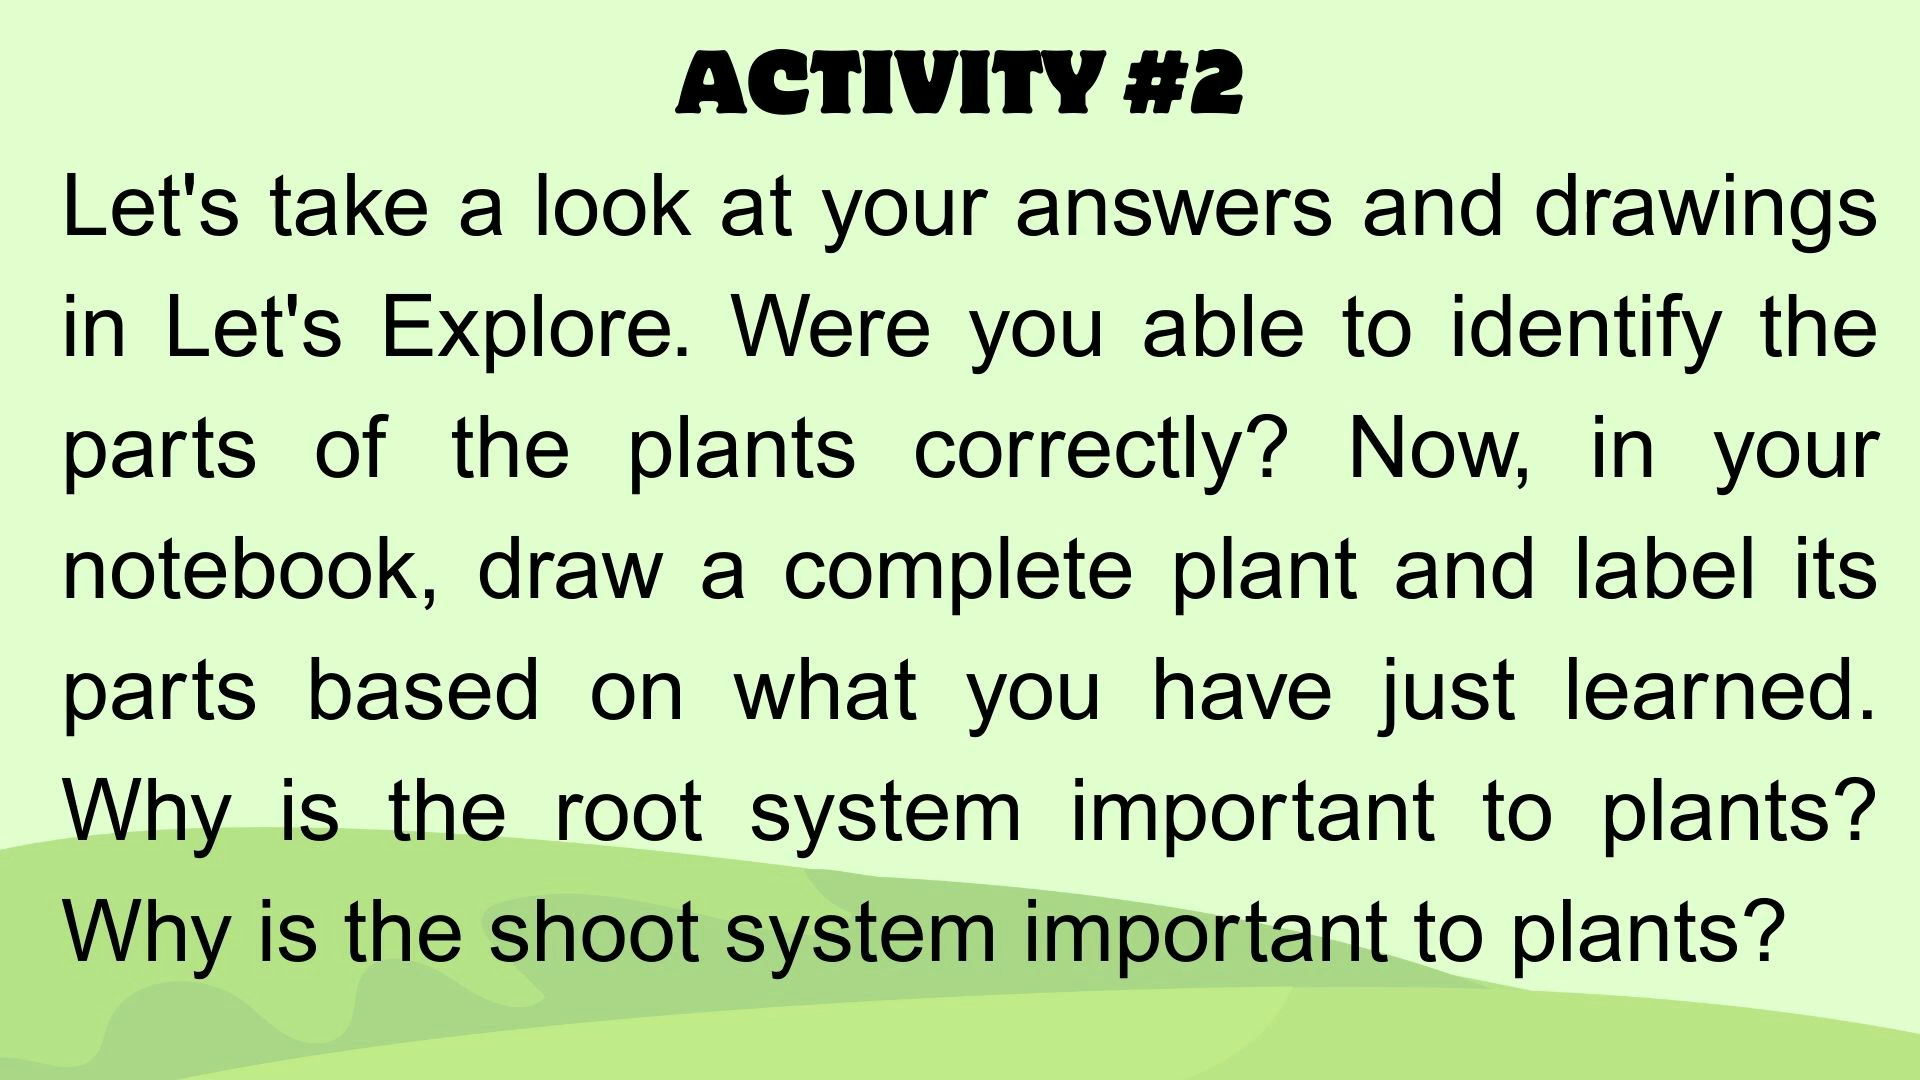 ACTIVITY #2
Let's take a look at your answers and drawings
in Let's Explore. Were you able to identify the
parts of the plants correctly? Now, in your
notebook, draw a complete plant and label its
parts based on what you have just learned.
Why is the root system important to plants?
Why is the shoot system important to plants?